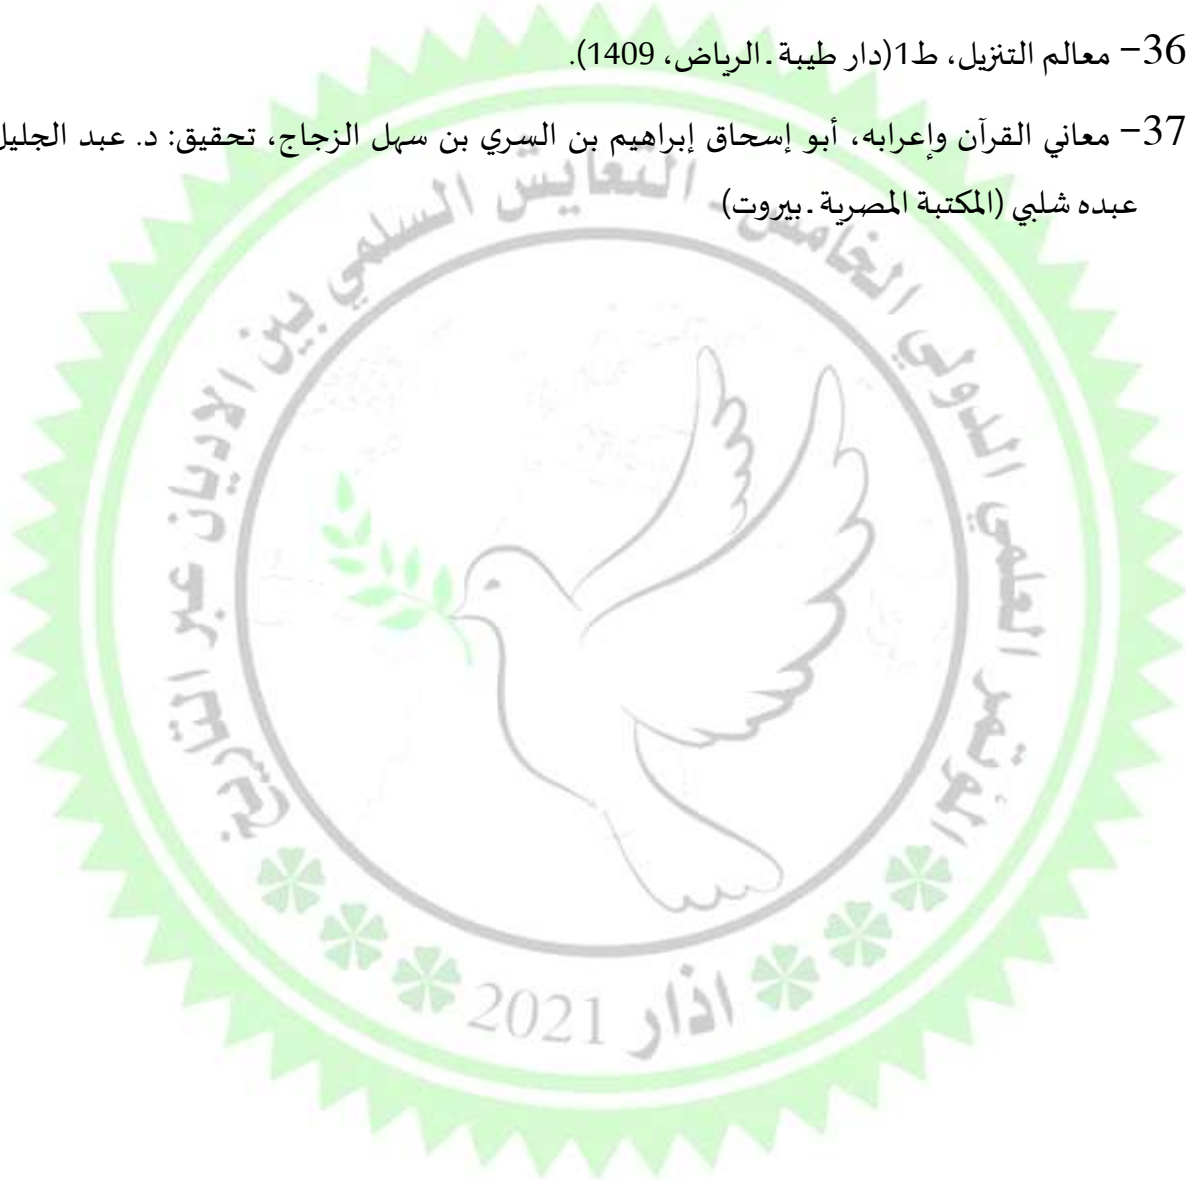 36- معالم التنزيل، ط1(دار طيبة ـ الرياض، 1409).
37- معاني القرآن وإعرابه، أبو إسحاق إبراهيم بن السري بن سهل الزجاج، تحقيق: د. عبد الجليل
عبده شلبي (المكتبة المصرية ـ بيروت)
المؤتمر العلمي الدولي الخامس - التعايش السلمي بين الاديان عبر التاريخ
اذار 2021